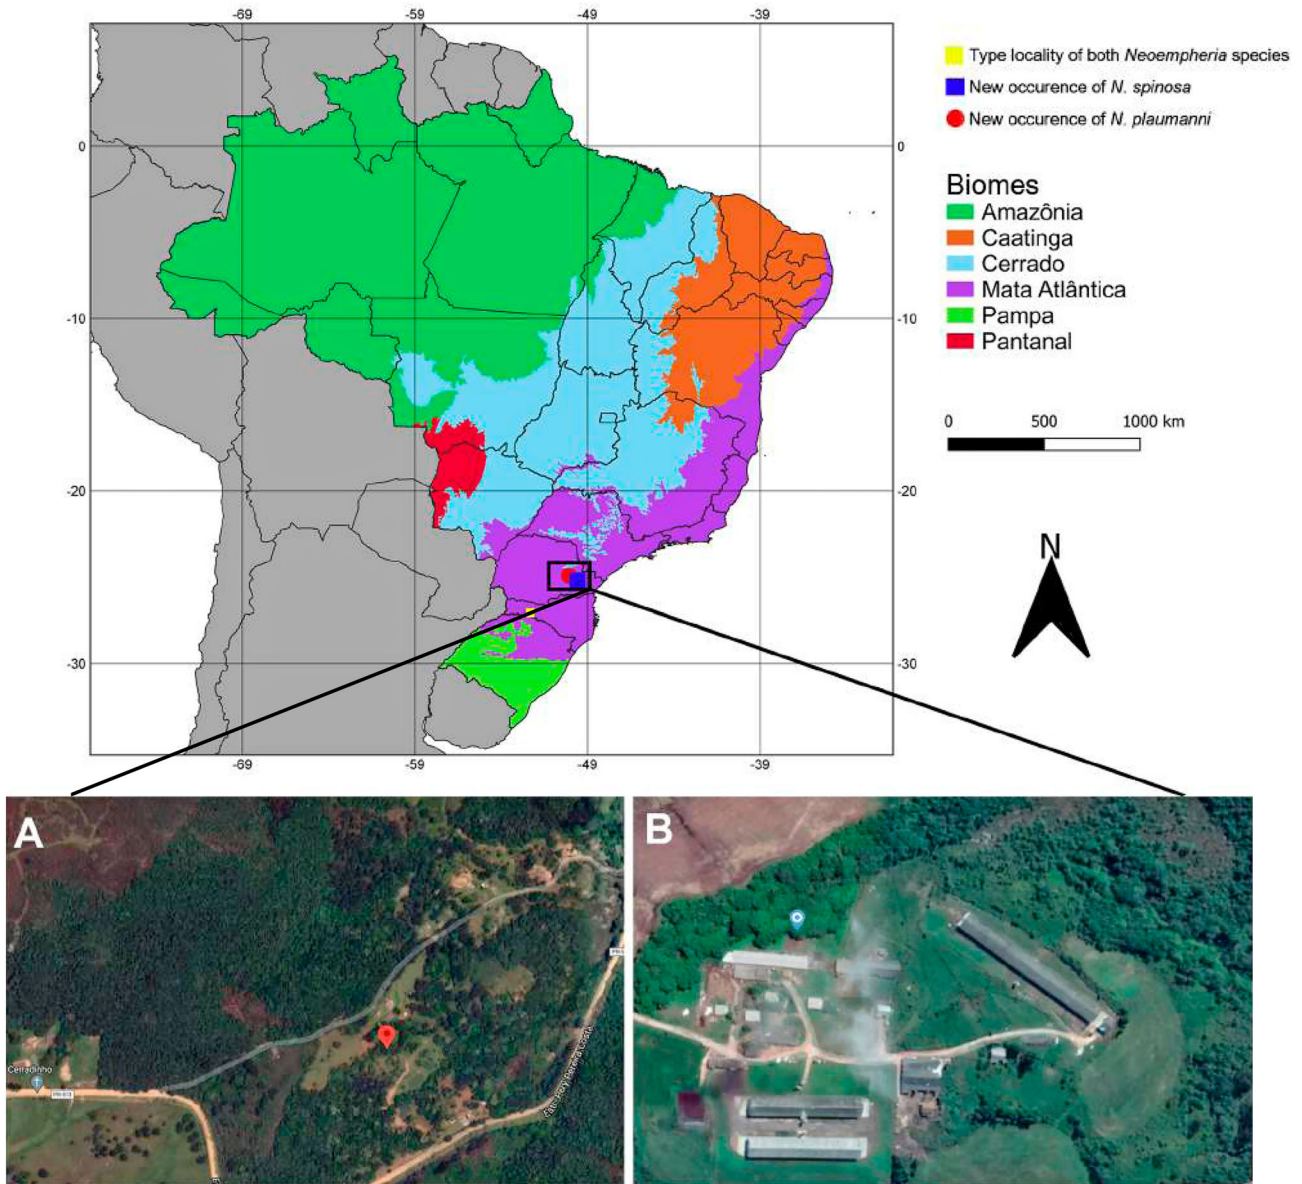 -69 -59 -49 -39
Type locality of both Neoempheria species
New occurence of N. spinosa
New occurence of N. plaumanni
0 0
Biomes
Amazônia
Caatinga
Cerrado
Mata Atlântica
Pampa
Pantanal
-10 -10
0 500 1000 km
-20 -20
N
-30 -30
-69 -59 -49 -39
A
B
Cerradinho